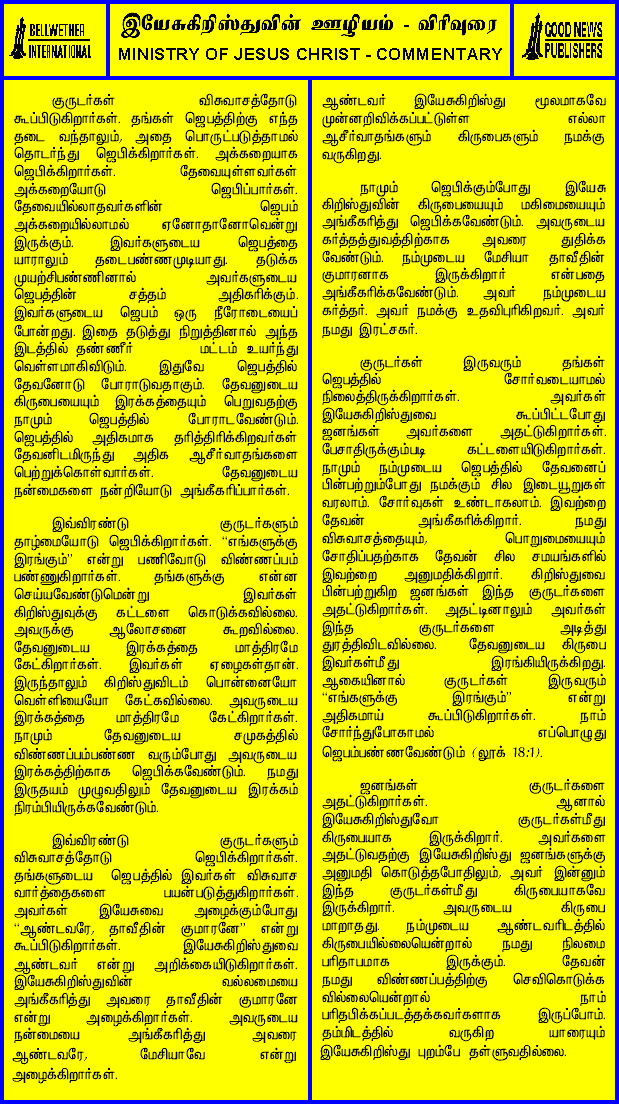 BELLWETHER
INTERNATIONAL
இயேசுகிறிஸ்துவின் ஊழியம் - விரிவுரை
MINISTRY OF JESUS CHRIST - COMMENTARY
GOOD NEWS
PUBLISHERS
குருடர்கள் விசுவாசத்தோடு
கூப்பிடுகிறார்கள். தங்கள் ஜெபத்திற்கு எந்த
தடை வந்தாலும், அதை பொருட்படுத்தாமல்
தொடர்ந்து ஜெபிக்கிறார்கள். அக்கறையாக
ஜெபிக்கிறார்கள். தேவையுள்ளவர்கள்
அக்கறையோடு ஜெபிப்பார்கள்.
தேவையில்லாதவர்களின் ஜெபம்
அக்கறையில்லாமல் ஏனோதானோவென்று
இருக்கும். இவர்களுடைய ஜெபத்தை
யாராலும் தடைபண்ணமுடியாது. தடுக்க
முயற்சிபண்ணினால் அவர்களுடைய
ஜெபத்தின் சத்தம் அதிகரிக்கும்.
இவர்களுடைய ஜெபம் ஒரு நீரோடையைப்
போன்றது. இதை தடுத்து நிறுத்தினால் அந்த
இடத்தில் தண்ணீர் மட்டம் உயர்ந்து
வெள்ளமாகிவிடும். இதுவே ஜெபத்தில்
தேவனோடு போராடுவதாகும். தேவனுடைய
கிருபையையும் இரக்கத்தையும் பெறுவதற்கு
நாமும் ஜெபத்தில் போராடவேண்டும்.
ஜெபத்தில் அதிகமாக தரித்திரிக்கிறவர்கள்
தேவனிடமிருந்து அதிக ஆசீர்வாதங்களை
பெற்றுக்கொள்வார்கள். தேவனுடைய
நன்மைகளை நன்றியோடு அங்கீகரிப்பார்கள்.
இவ்விரண்டு குருடர்களும்
தாழ்மையோடு ஜெபிக்கிறார்கள். “எங்களுக்கு
இரங்கும்” என்று பணிவோடு விண்ணப்பம்
பண்ணுகிறார்கள். தங்களுக்கு என்ன
செய்யவேண்டுமென்று இவர்கள்
கிறிஸ்துவுக்கு கட்டளை கொடுக்கவில்லை.
அவருக்கு ஆலோசனை கூறவில்லை.
தேவனுடைய இரக்கத்தை மாத்திரமே
கேட்கிறார்கள். இவர்கள் ஏழைகள்தான்.
இருந்தாலும் கிறிஸ்துவிடம் பொன்னையோ
வெள்ளியையோ கேட்கவில்லை. அவருடைய
இரக்கத்தை மாத்திரமே கேட்கிறார்கள்.
நாமும் தேவனுடைய சமுகத்தில்
விண்ணப்பம்பண்ண வரும்போது அவருடைய
இரக்கத்திற்காக ஜெபிக்கவேண்டும். நமது
இருதயம் முழுவதிலும் தேவனுடைய இரக்கம்
நிரம்பியிருக்கவேண்டும்.
இவ்விரண்டு குருடர்களும்
விசுவாசத்தோடு ஜெபிக்கிறார்கள்.
தங்களுடைய ஜெபத்தில் இவர்கள் விசுவாச
வார்த்தைகளை பயன்படுத்துகிறார்கள்.
அவர்கள் இயேசுவை அழைக்கும்போது
“ஆண்டவரே, தாவீதின் குமாரனே” என்று
கூப்பிடுகிறார்கள். இயேசுகிறிஸ்துவை
ஆண்டவர் என்று அறிக்கையிடுகிறார்கள்.
இயேசுகிறிஸ்துவின் வல்லமையை
அங்கீகரித்து அவரை தாவீதின் குமாரனே
என்று அழைக்கிறார்கள். அவருடைய
நன்மையை அங்கீகரித்து அவரை
ஆண்டவரே, மேசியாவே என்று
அழைக்கிறார்கள்.
ஆண்டவர் இயேசுகிறிஸ்து மூலமாகவே
முன்னறிவிக்கப்பட்டுள்ள எல்லா
ஆசீர்வாதங்களும் கிருபைகளும் நமக்கு
வருகிறது.
நாமும் ஜெபிக்கும்போது இயேசு
கிறிஸ்துவின் கிருபையையும் மகிமையையும்
அங்கீகரித்து ஜெபிக்கவேண்டும். அவருடைய
கர்த்தத்துவத்திற்காக அவரை துதிக்க
வேண்டும். நம்முடைய மேசியா தாவீதின்
குமாரனாக இருக்கிறார் என்பதை
அங்கீகரிக்கவேண்டும். அவர் நம்முடைய
கர்த்தர். அவர் நமக்கு உதவிபுரிகிறவர். அவர்
நமது இரட்சகர்.
குருடர்கள் இருவரும் தங்கள்
ஜெபத்தில் சோர்வடையாமல்
நிலைத்திருக்கிறார்கள். அவர்கள்
இயேசுகிறிஸ்துவை கூப்பிட்டபோது
ஜனங்கள் அவர்களை அதட்டுகிறார்கள்.
பேசாதிருக்கும்படி கட்டளையிடுகிறார்கள்.
நாமும் நம்முடைய ஜெபத்தில் தேவனைப்
பின்பற்றும்போது நமக்கும் சில இடையூறுகள்
வரலாம். சோர்வுகள் உண்டாகலாம். இவற்றை
தேவன் அங்கீகரிக்கிறார். நமது
விசுவாசத்தையும், பொறுமையையும்
சோதிப்பதற்காக தேவன் சில சமயங்களில்
இவற்றை அனுமதிக்கிறார். கிறிஸ்துவை
பின்பற்றுகிற ஜனங்கள் இந்த குருடர்களை
அதட்டுகிறார்கள். அதட்டினாலும் அவர்கள்
இந்த குருடர்களை அடித்து
துரத்திவிடவில்லை. தேவனுடைய கிருபை
இவர்கள்மீது இரங்கியிருக்கிறது.
ஆகையினால் குருடர்கள் இருவரும்
“எங்களுக்கு இரங்கும்” என்று
அதிகமாய் கூப்பிடுகிறார்கள். நாம்
சோர்ந்துபோகாமல் எப்பொழுது
ஜெபம்பண்ணவேண்டும் (லூக் 18:1).
ஜனங்கள் குருடர்களை
அதட்டுகிறார்கள். ஆனால்
இயேசுகிறிஸ்துவோ குருடர்கள்மீது
கிருபையாக இருக்கிறார். அவர்களை
அதட்டுவதற்கு இயேசுகிறிஸ்து ஜனங்களுக்கு
அனுமதி கொடுத்தபோதிலும், அவர் இன்னும்
இந்த குருடர்கள்மீது கிருபையாகவே
இருக்கிறார். அவருடைய கிருபை
மாறாதது. நம்முடைய ஆண்டவரிடத்தில்
கிருபையில்லையென்றால் நமது நிலமை
பரிதாபமாக இருக்கும். தேவன்
நமது விண்ணப்பத்திற்கு செவிகொடுக்க
வில்லையென்றால் நாம்
பரிதபிக்கப்படத்தக்கவர்களாக இருப்போம்.
தம்மிடத்தில் வருகிற யாரையும்
இயேசுகிறிஸ்து புறம்பே தள்ளுவதில்லை.